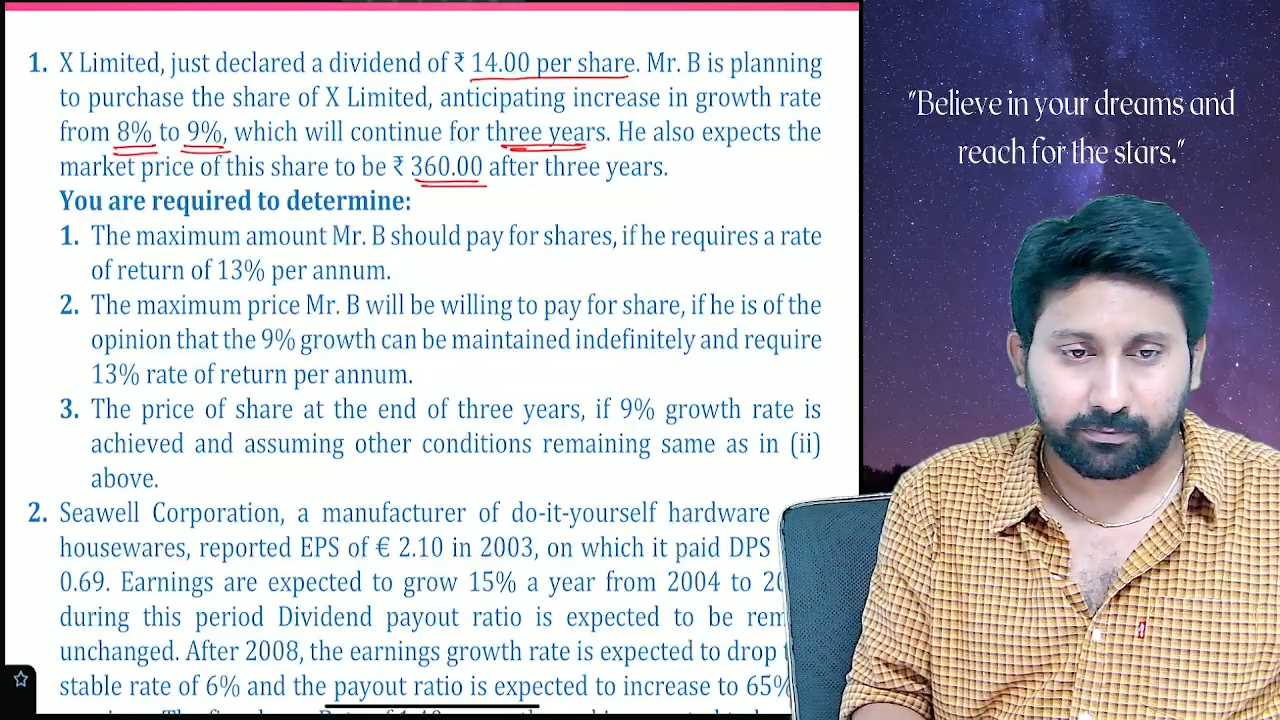 1. X Limited, just declared a dividend of ₹ 14.00 per share. Mr. B is planning
to purchase the share of X Limited, anticipating increase in growth rate
from 8% to 9%, which will continue for three years. He also expects the
market price of this share to be ₹ 360.00 after three years.
You are required to determine:
1. The maximum amount Mr. B should pay for shares, if he requires a rate
of return of 13% per annum.
2. The maximum price Mr. B will be willing to pay for share, if he is of the
opinion that the 9% growth can be maintained indefinitely and require
13% rate of return per annum.
3. The price of share at the end of three years, if 9% growth rate is
achieved and assuming other conditions remaining same as in (ii)
above.
2. Seawell Corporation, a manufacturer of do-it-yourself hardware
housewares, reported EPS of € 2.10 in 2003, on which it paid DPS
0.69. Earnings are expected to grow 15% a year from 2004 to
during this period Dividend payout ratio is expected to be
unchanged. After 2008, the earnings growth rate is expected to drop
stable rate of 6% and the payout ratio is expected to increase to 65%
"Believe in your dreams and
reach for the stars."